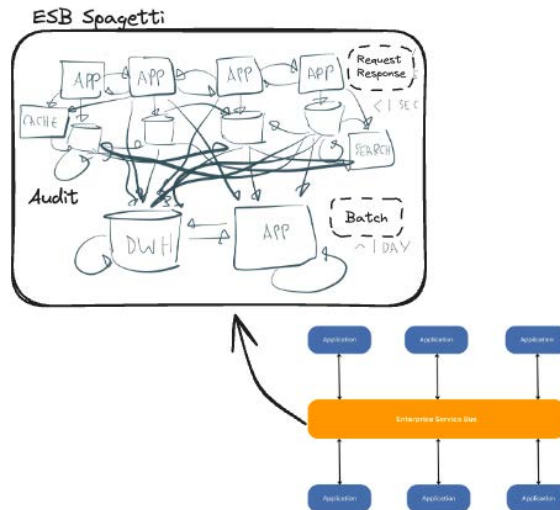 ESB Spagetti
Request
Response
APP
APP
APP
APP
< 1 SEC
CACHE
SEARCH
Audit
Batch
DWH
APP
~ 1 DAY
Application
Application
Application
Enterprise Service Bus
Application
Application
Application